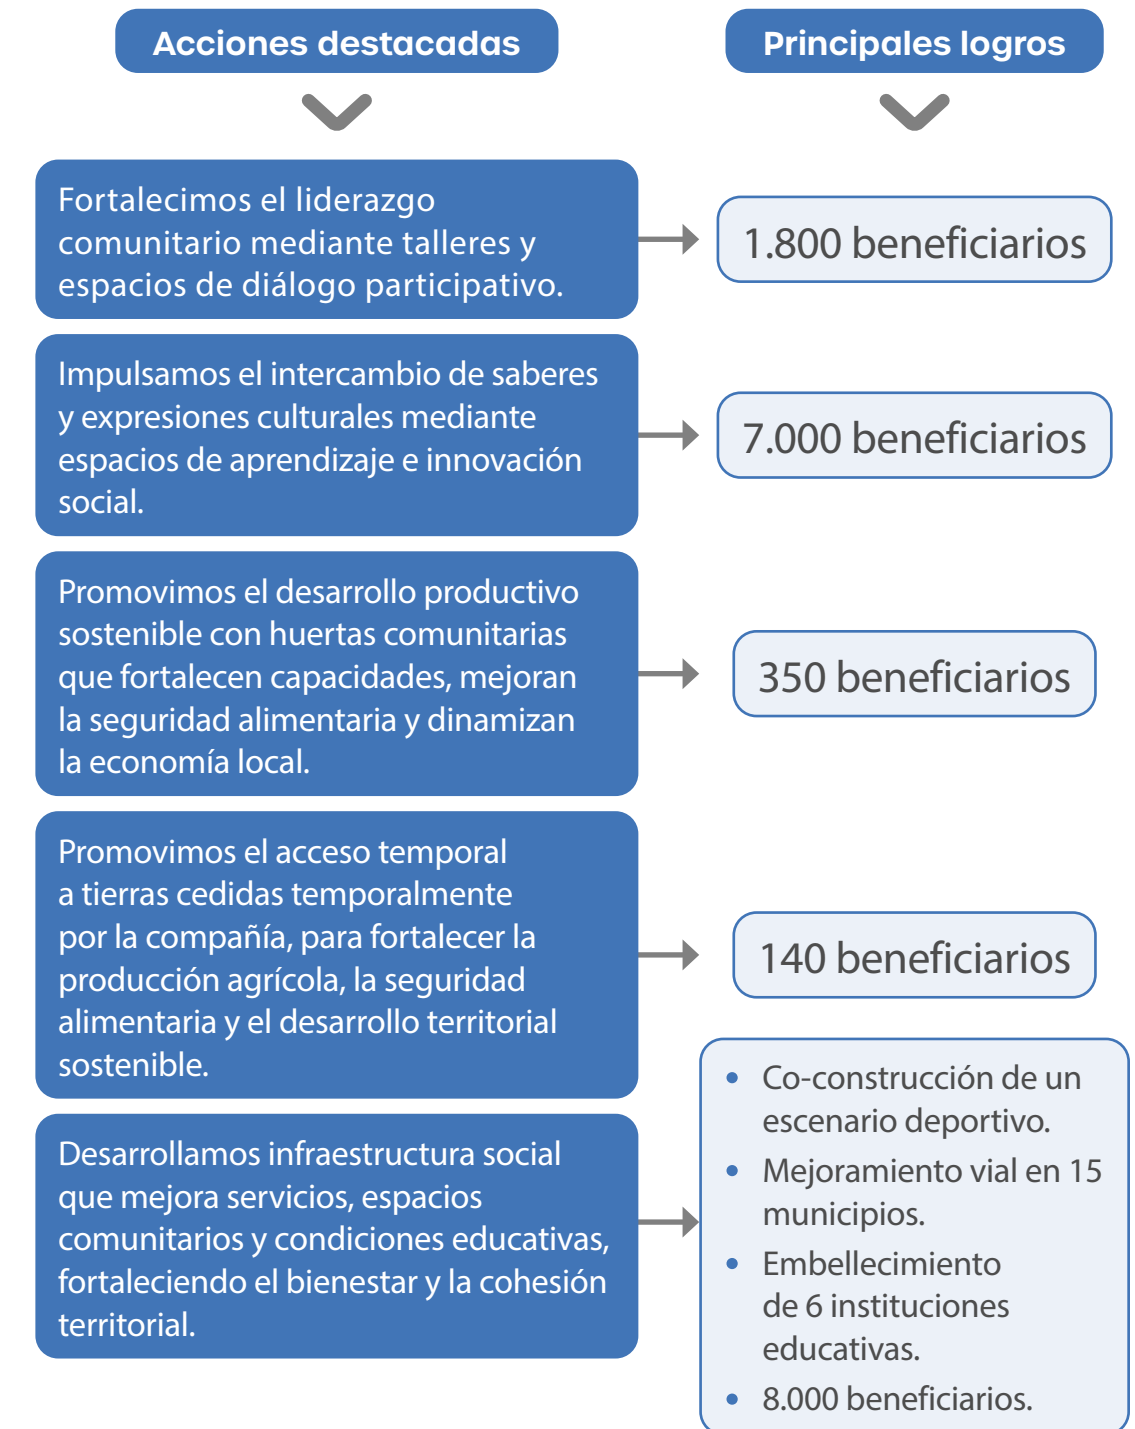 Acciones destacadas
Principales logros
Fortalecimos el liderazgo
comunitario mediante talleres y
espacios de diálogo participativo.
1.800 beneficiarios
Impulsamos el intercambio de saberes
y expresiones culturales mediante
espacios de aprendizaje e innovación
social.
7.000 beneficiarios
Promovimos el desarrollo productivo
sostenible con huertas comunitarias
que fortalecen capacidades, mejoran
la seguridad alimentaria y dinamizan
la economía local.
350 beneficiarios
Promovimos el acceso temporal
a tierras cedidas temporalmente
por la compañía, para fortalecer la
producción agrícola, la seguridad
alimentaria y el desarrollo territorial
sostenible.
140 beneficiarios
Desarrollamos infraestructura social
que mejora servicios, espacios
comunitarios y condiciones educativas,
fortaleciendo el bienestar y la cohesión
territorial.
• Co-construcción de un
escenario deportivo.
• Mejoramiento vial en 15
municipios.
• Embellecimiento
de 6 instituciones
educativas.
• 8.000 beneficiarios.